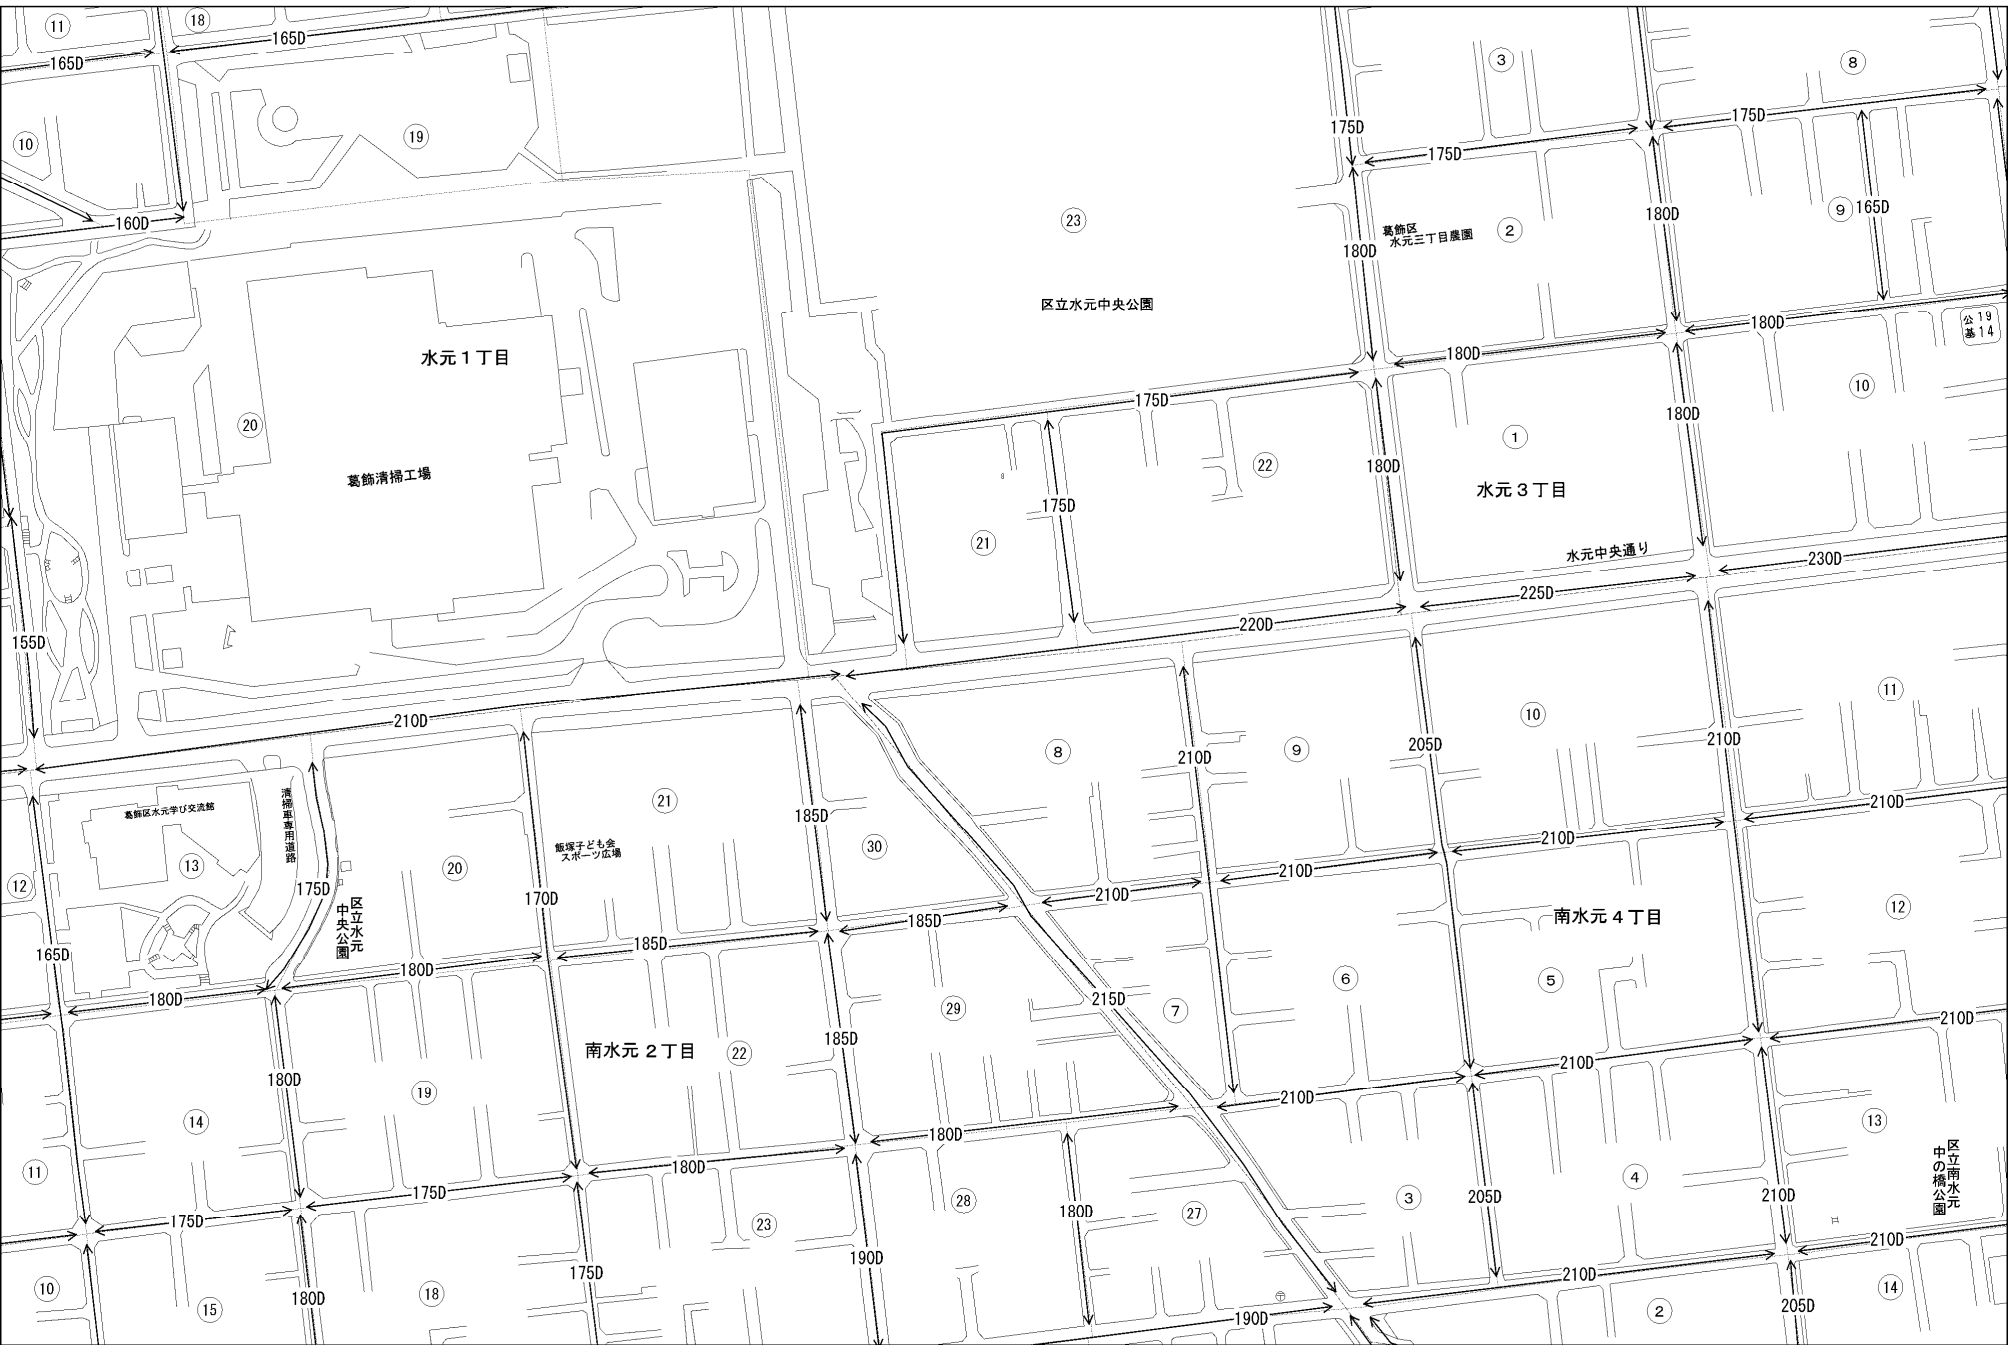 11
18
165D
165D
3
8
19
10
175D
175D
175D
160D
23
葛飾区
水元三丁目農園
2
180D
180D
9
165D
区立水元中央公園
水元1丁目
180D
180D
公 19
基 14
175D
10
20
180D
180D
1
175D
22
葛飾清掃工場
水元3丁目
21
水元中央通り
230D
225D
220D
155D
210D
11
10
210D
205D
9
8
210D
葛飾区水元学び交流館
清掃車専用道路
21
185D
飯塚子ども会
スポーツ広場
30
210D
210D
210D
210D
13
12
175D
20
170D
区立水元
中央公園
185D
185D
南水元4丁目
12
165D
180D
180D
6
5
29
215D
7
210D
南水元2丁目
22
185D
210D
210D
180D
19
14
180D
180D
13
11
175D
175D
28
180D
27
3
205D
4
210D
区立南水元
中の橋公園
23
190D
210D
210D
10
15
180D
18
175D
190D
〒
2
205D
14